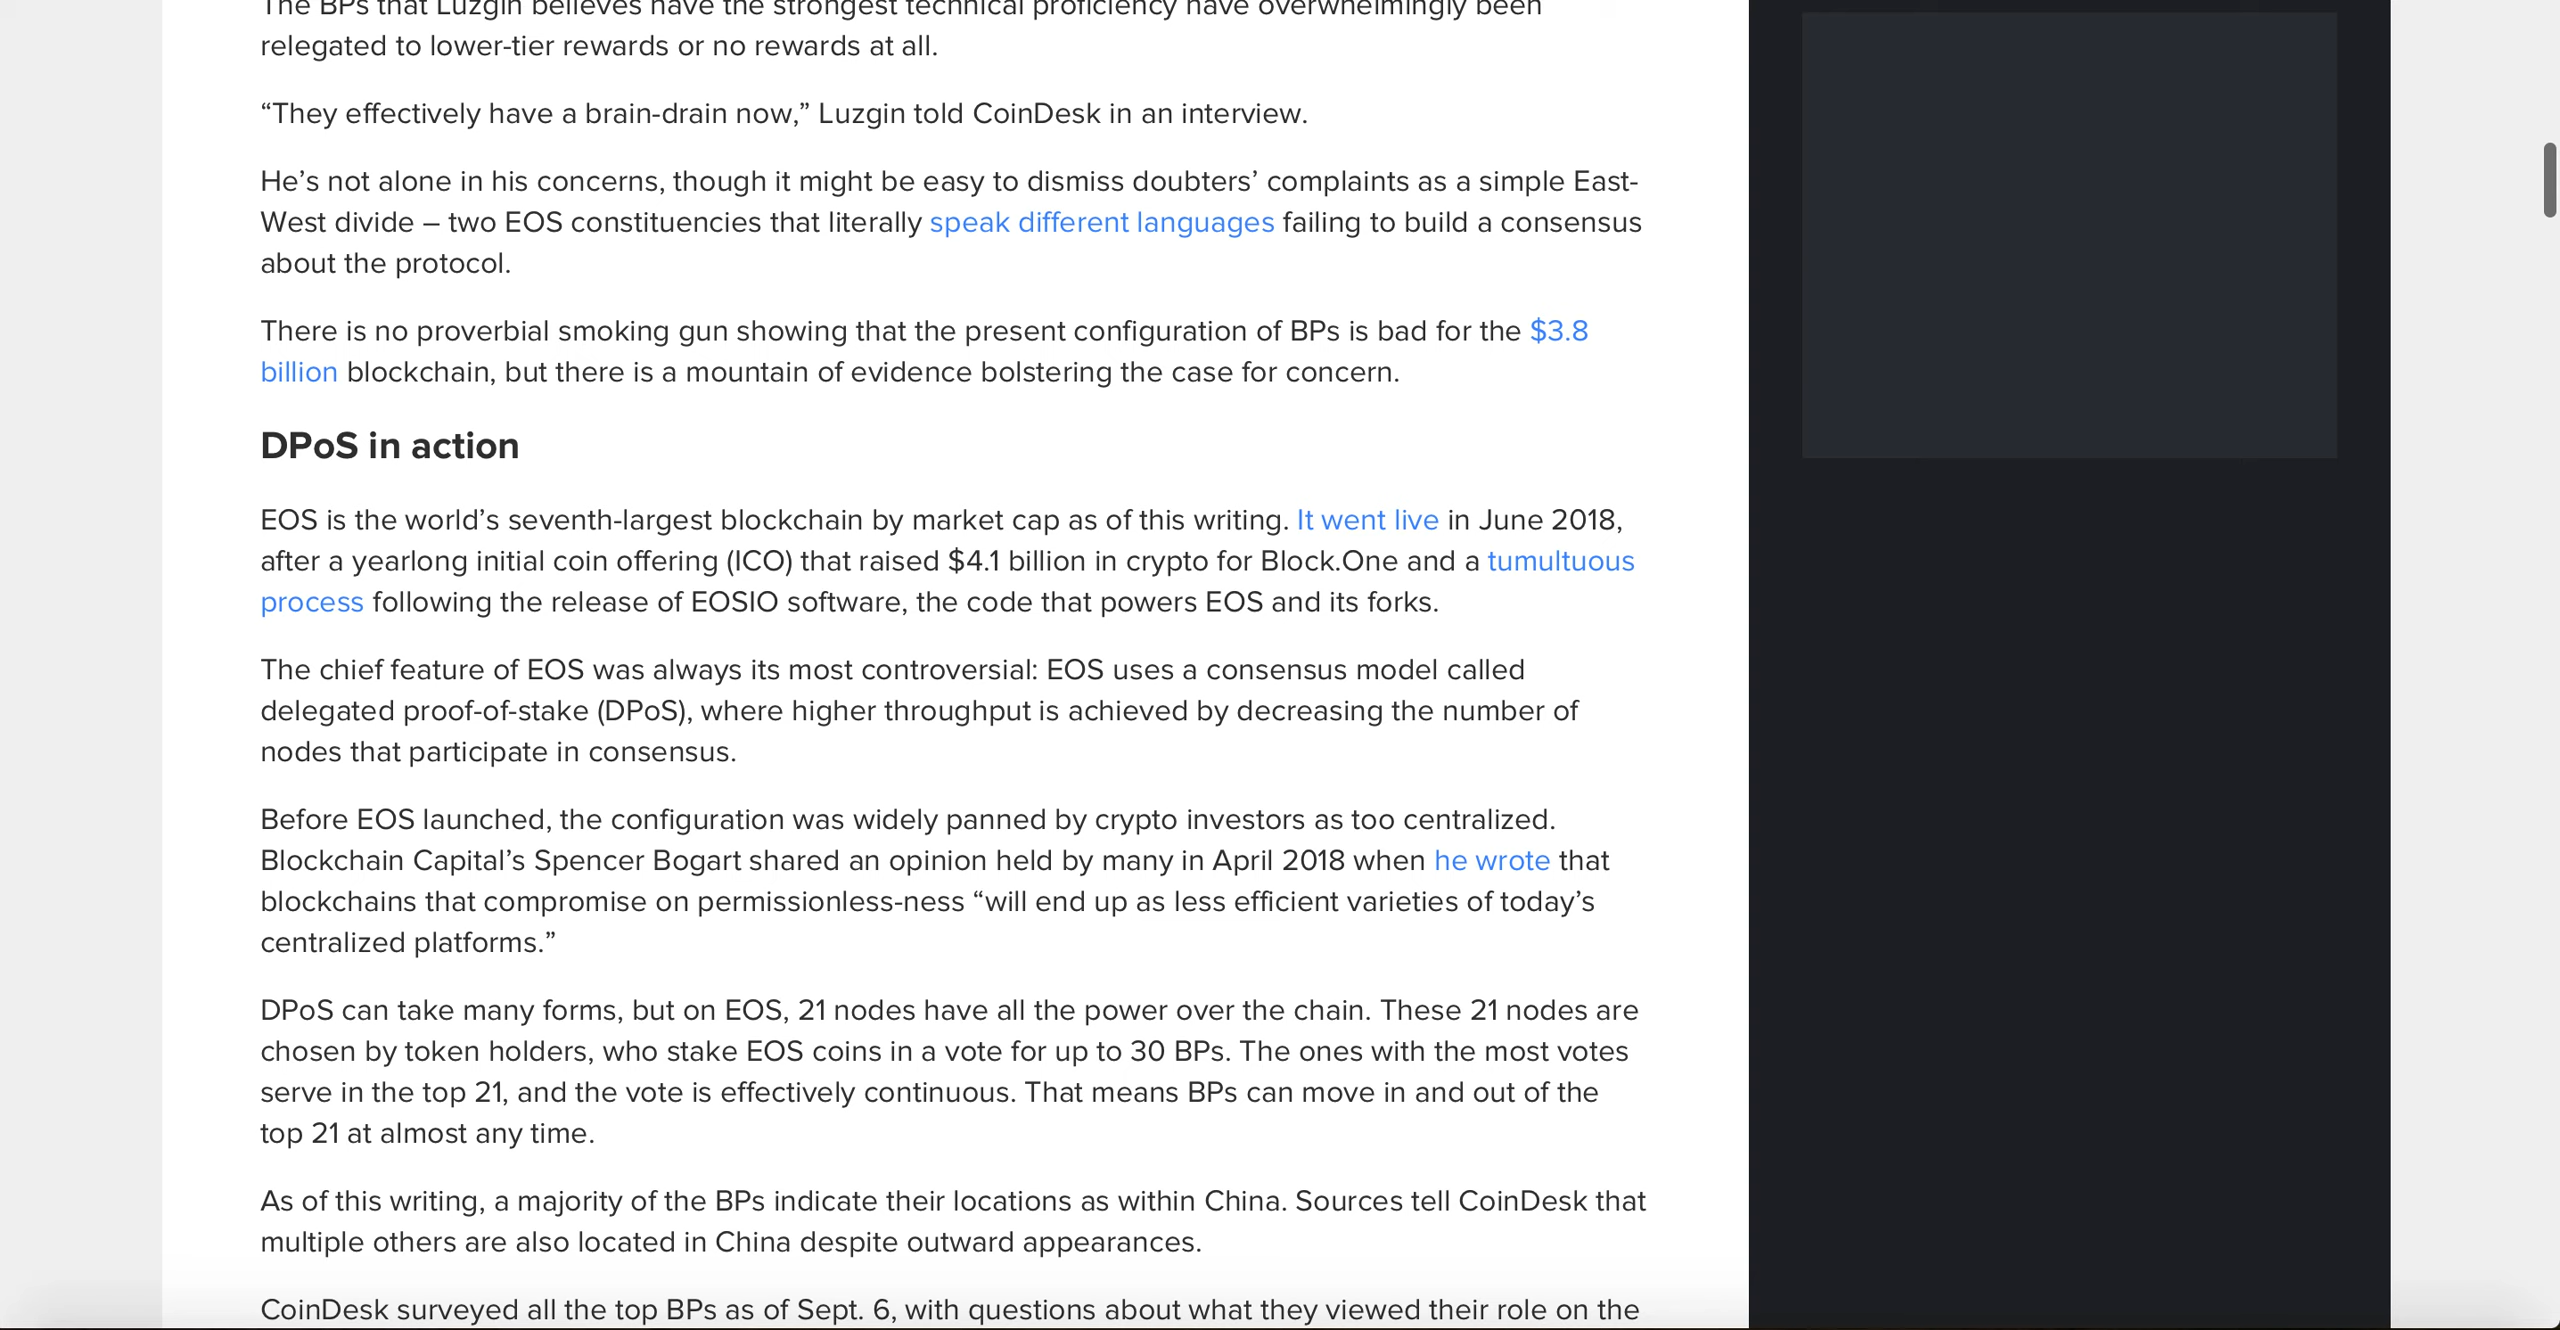 The BPs that Luzgin believes have the strongest technical proficiency have overwhelmingly been
relegated to lower-tier rewards or no rewards at all.
“They effectively have a brain-drain now,” Luzgin told CoinDesk in an interview.
He’s not alone in his concerns, though it might be easy to dismiss doubters’ complaints as a simple East-
West divide – two EOS constituencies that literally speak different languages failing to build a consensus
about the protocol.
There is no proverbial smoking gun showing that the present configuration of BPs is bad for the $3.8
billion blockchain, but there is a mountain of evidence bolstering the case for concern.
DPoS in action
EOS is the world’s seventh-largest blockchain by market cap as of this writing. It went live in June 2018,
after a yearlong initial coin offering (ICO) that raised $4.1 billion in crypto for Block.One and a tumultuous
process following the release of EOSIO software, the code that powers EOS and its forks.
The chief feature of EOS was always its most controversial: EOS uses a consensus model called
delegated proof-of-stake (DPoS), where higher throughput is achieved by decreasing the number of
nodes that participate in consensus.
Before EOS launched, the configuration was widely panned by crypto investors as too centralized.
Blockchain Capital’s Spencer Bogart shared an opinion held by many in April 2018 when he wrote that
blockchains that compromise on permissionless-ness “will end up as less efficient varieties of today’s
centralized platforms.”
DPoS can take many forms, but on EOS, 21 nodes have all the power over the chain. These 21 nodes are
chosen by token holders, who stake EOS coins in a vote for up to 30 BPs. The ones with the most votes
serve in the top 21, and the vote is effectively continuous. That means BPs can move in and out of the
top 21 at almost any time.
As of this writing, a majority of the BPs indicate their locations as within China. Sources tell CoinDesk that
multiple others are also located in China despite outward appearances.
CoinDesk surveyed all the top BPs as of Sept. 6, with questions about what they viewed their role on the